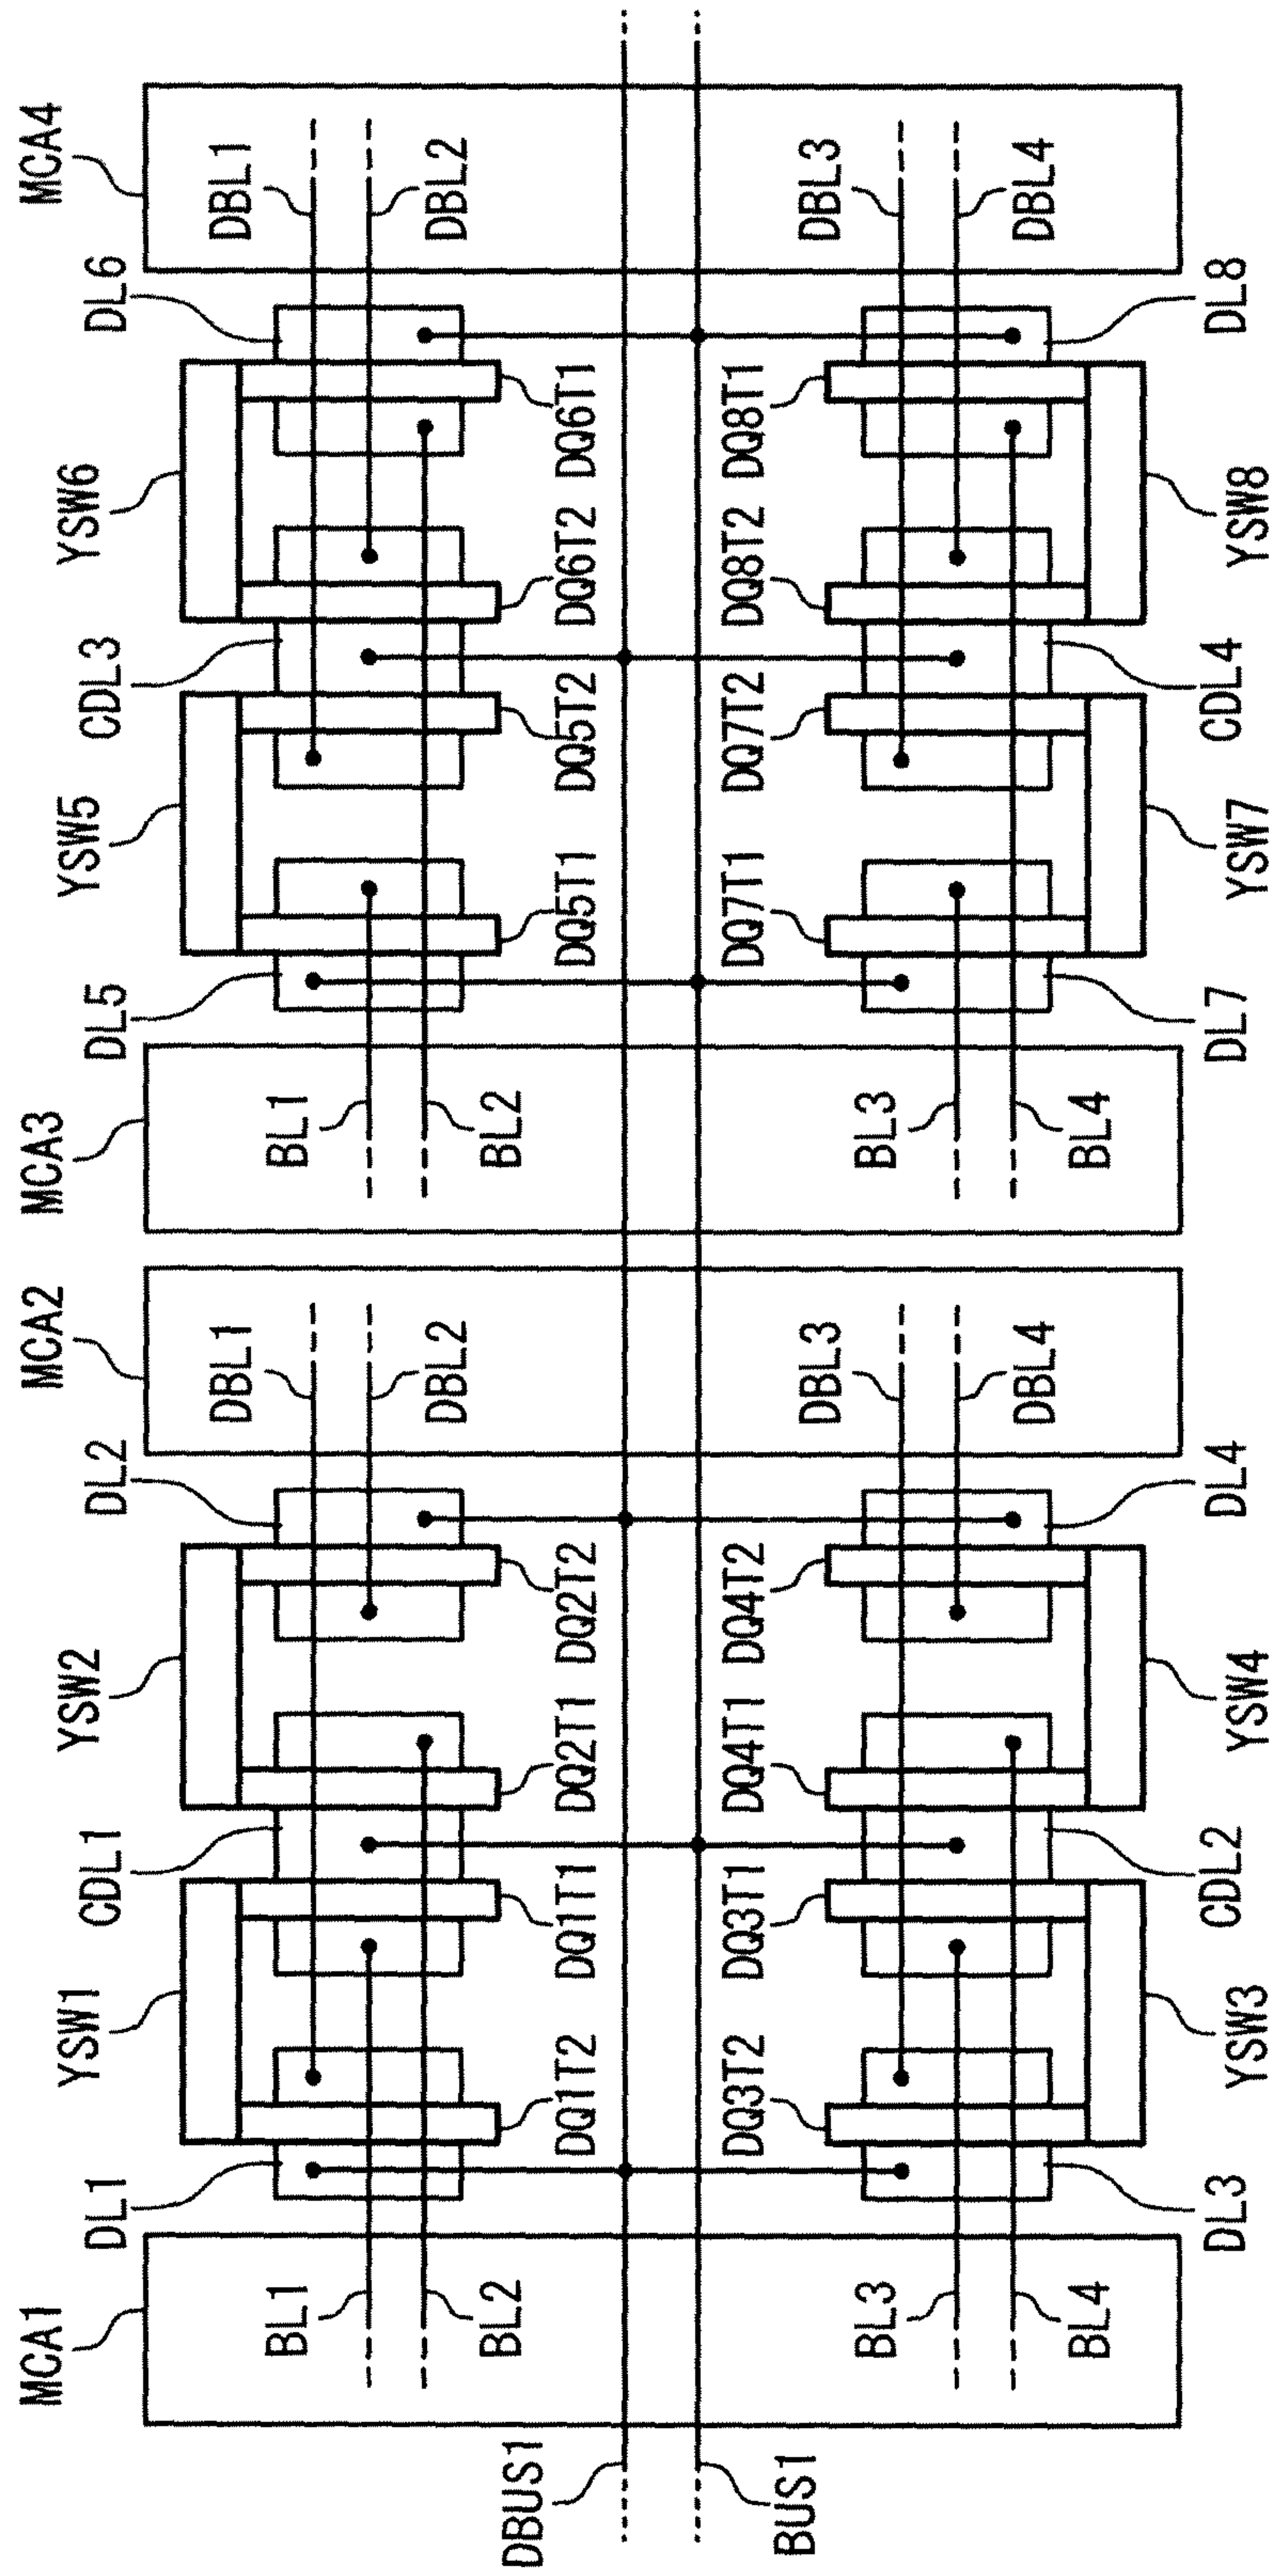 MCA1
MCA2
MCA3
MCA4
DL1
YSW1
CDL1
YSW2
DL2
DL5
YSW5
CDL3
YSW6
DL6
DBL1
DBL1
BL1
BL1
DBL2
DBL2
BL2
BL2
DBUS1
DQ1T2
DQ1T1
DQ2T1
DQ2T2
DQ5T1
DQ5T2
DQ6T2
DQ6T1
DQ3T2
DQ3T1
DQ4T1
DQ4T2
DQ7T1
DQ7T2
DQ8T2
DQ8T1
BUS1
DBL3
DBL3
BL3
BL3
DBL4
DBL4
BL4
BL4
DL3
YSW3
CDL2
YSW4
DL4
DL7
YSW7
CDL4
YSW8
DL8